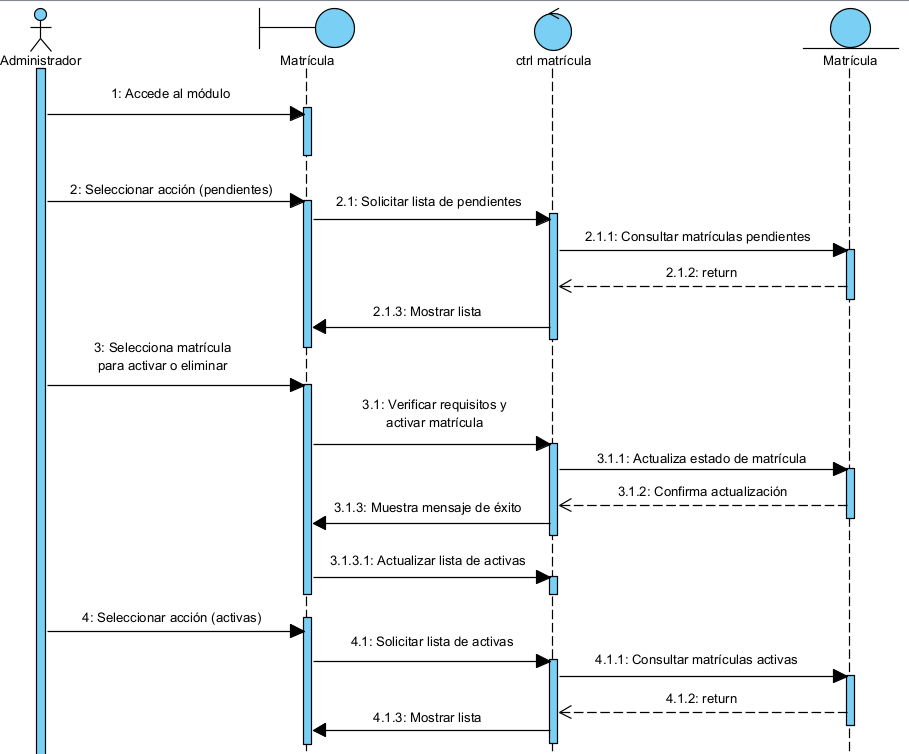 Administrador
Matrícula
ctrl matrícula
Matrícula
1: Accede al módulo
2: Seleccionar acción (pendientes)
2.1: Solicitar lista de pendientes
2.1.1: Consultar matrículas pendientes
2.1.2: return
2.1.3: Mostrar lista
3: Selecciona matrícula
para activar o eliminar
3.1: Verificar requisitos y
activar matrícula
3.1.1: Actualiza estado de matrícula
3.1.2: Confirma actualización
3.1.3: Muestra mensaje de éxito
3.1.3.1: Actualizar lista de activas
4: Seleccionar acción (activas)
4.1: Solicitar lista de activas
4.1.1: Consultar matrículas activas
4.1.2: return
4.1.3: Mostrar lista